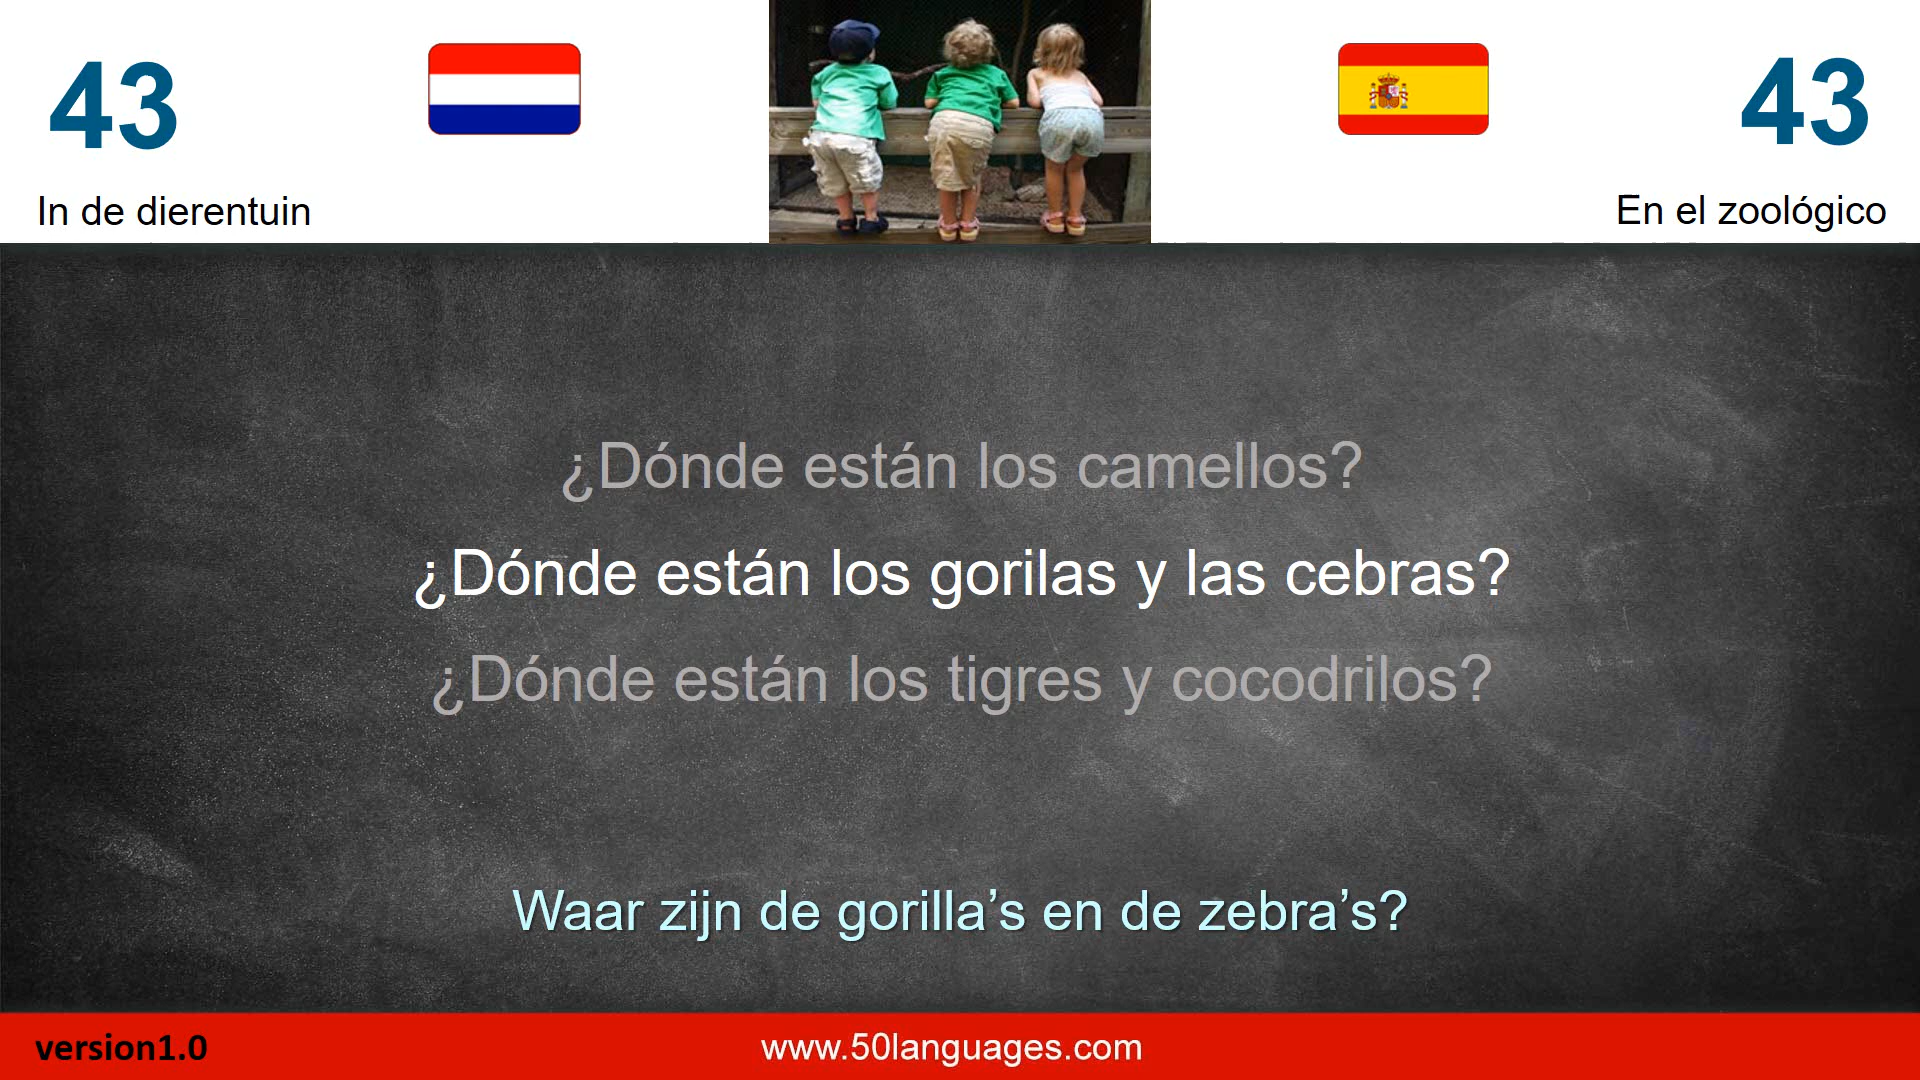 43
43
In de dierentuin
En el zoológico
¿Dónde están los camellos?
¿Dónde están los gorilas y las cebras?
¿Dónde están los tigres y cocodrilos?
Waar zijn de gorilla’s en de zebra’s?
version1.0
www.50languages.com